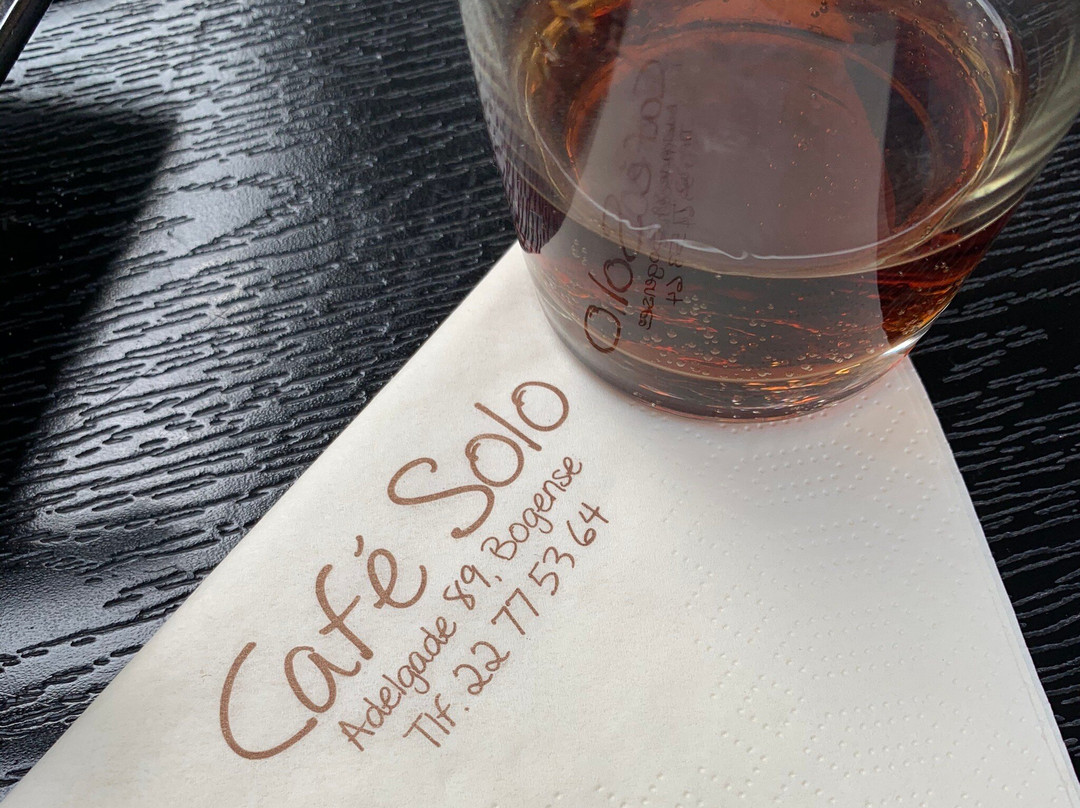 Café Solo
Adelgade 89, Bogense
Tlf. 22 77 53 64